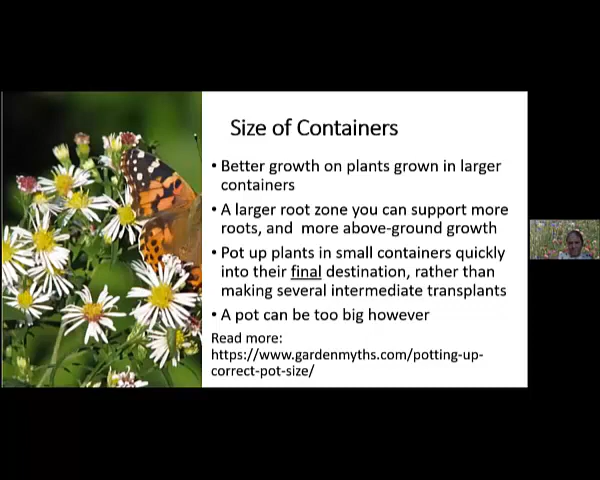 Size of Containers
• Better growth on plants grown in larger
containers
• A larger root zone you can support more
roots, and more above-ground growth
• Pot up plants in small containers quickly
into their final destination, rather than
making several intermediate transplants
• A pot can be too big however
Read more:
https://www.gardenmyths.com/potting-up-
correct-pot-size/